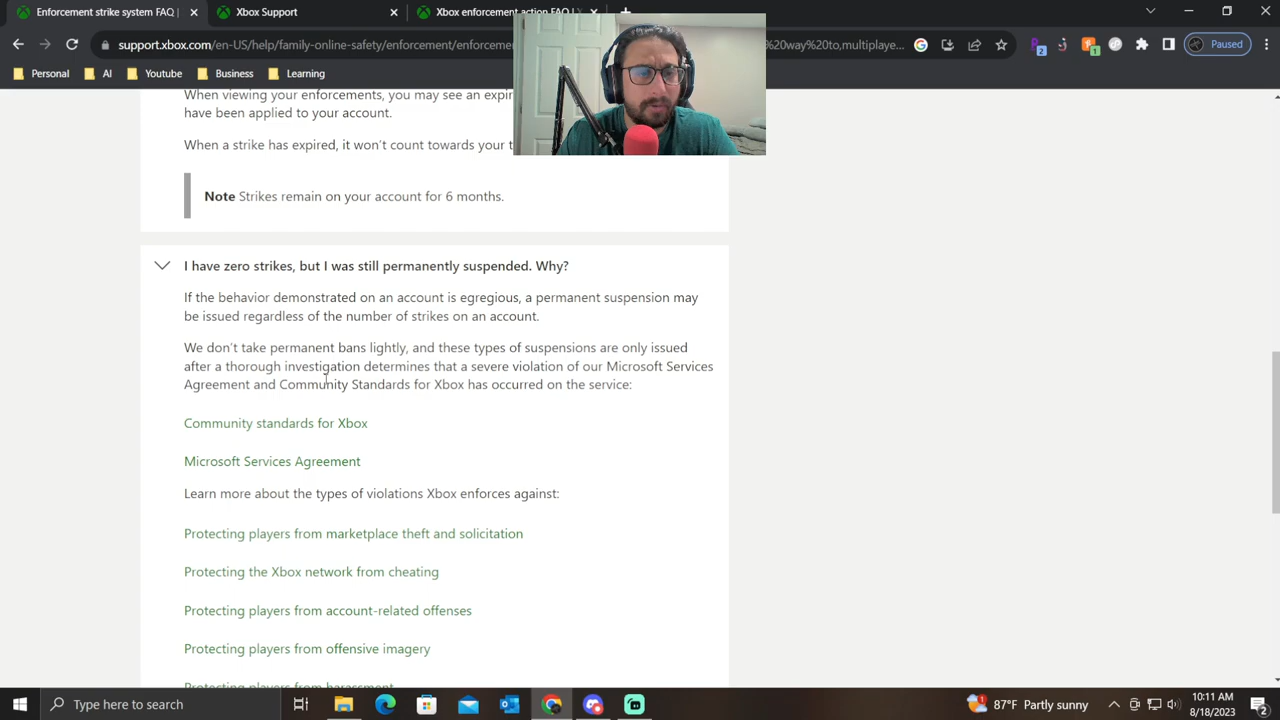 Enforcement strike system FAQ
Xbox Support
Xbox enforcement action FAQ
support.xbox.com/en-US/help/family-online-safety/enforcement/enforceme
%20way%20to,multiplaye...
Paused
Personal
AI
Youtube
Business
Learning
When viewing your enforcements, you may see an expir
have been applied to your account.
When a strike has expired, it won't count towards your t
Note Strikes remain on your account for 6 months.
I have zero strikes, but I was still permanently suspended. Why?
If the behavior demonstrated on an account is egregious, a permanent suspension may
be issued regardless of the number of strikes on an account.
We don't take permanent bans lightly, and these types of suspensions are only issued
after a thorough investigation determines that a severe violation of our Microsoft Services
Agreement and Community Standards for Xbox has occurred on the service:
Community standards for Xbox
Microsoft Services Agreement
Learn more about the types of violations Xbox enforces against:
Protecting players from marketplace theft and solicitation
Protecting the Xbox network from cheating
Protecting players from account-related offenses
Protecting players from offensive imagery
Protecting players from harassment
Type here to search
87°F Partly sunny
10:11 AM
8/18/2023
2